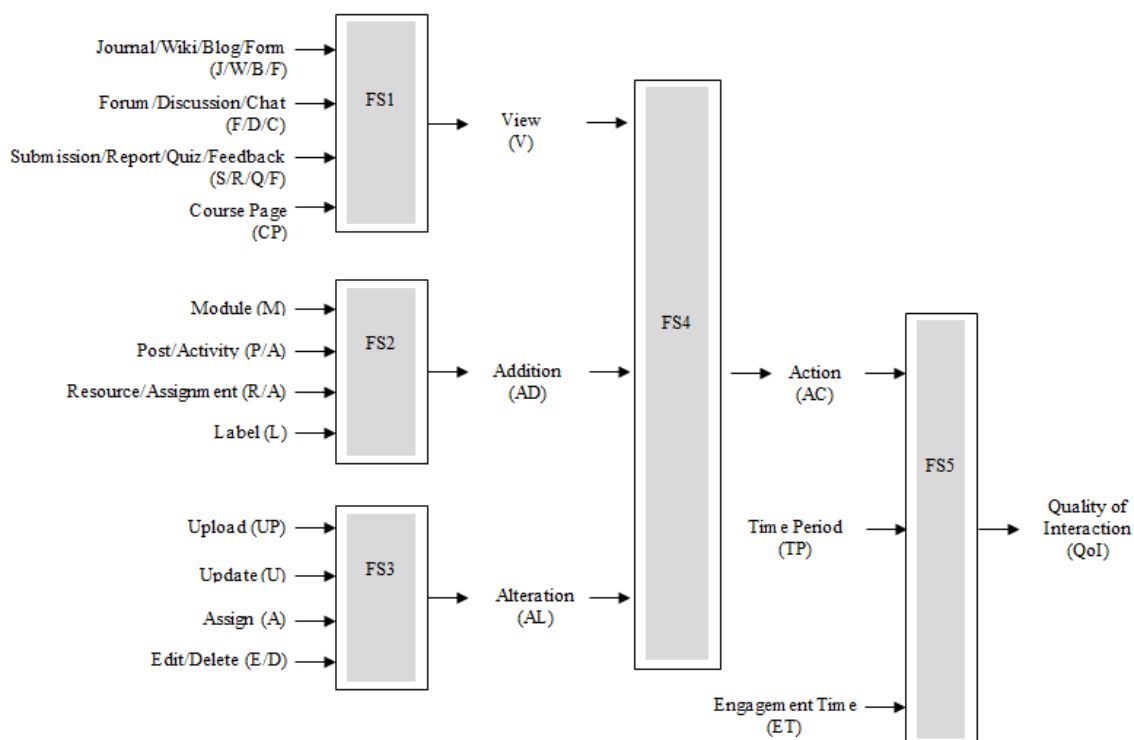 Journal/Wiki/Blog/Form
(J/W/B/F)
Forum/Discussion/Chat
(F/D/C)
Submission/Report/Quiz/Feedback
(S/R/Q/F)
Course Page
(CP)
FS1
View
(V)
Module (M)
Post/Activity (P/A)
Resource/Assignment (R/A)
Label (L)
FS2
Addition
(AD)
Upload (UP)
Update (U)
Assign (A)
Edit/Delete (E/D)
FS3
Alteration
(AL)
FS4
Action
(AC)
Time Period
(TP)
Engagement Time
(ET)
FS5
Quality of
Interaction
(QoI)